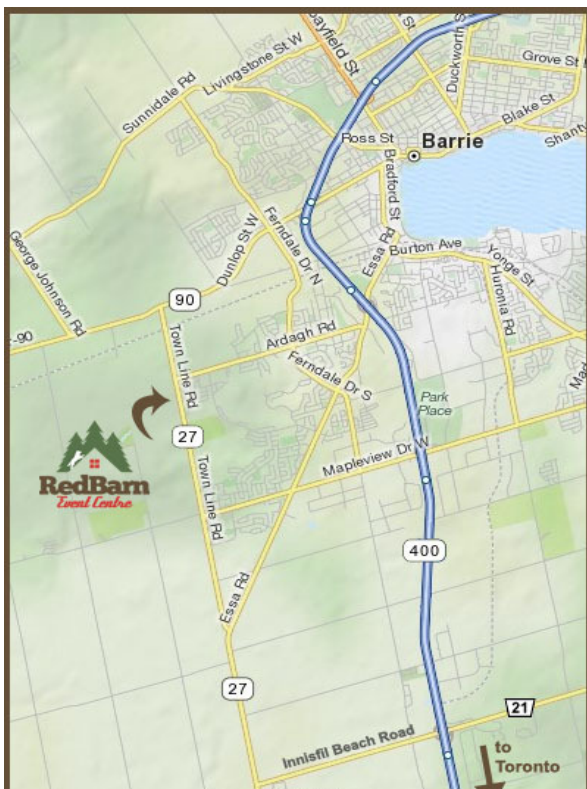 Bayfield St
Duckworth S
Grove St
Livingstone St W
Sunnidale Rd
Blake St
Ross St
Barrie
Shanty
Bradford St
Ferndale Dr N
Dunlop St W
Essa Rd
Burton Ave
Yonge St
George Johnson Rd
Huronia Rd
90
-90
Town Line Rd
Ardagh Rd
Ferndale Dr S
Mad
Park
Place
27
RedBarn
Event Centre
Mapleview Dr W
Town Line Rd
400
Essa Rd
27
21
Innisfil Beach Road
to
Toronto